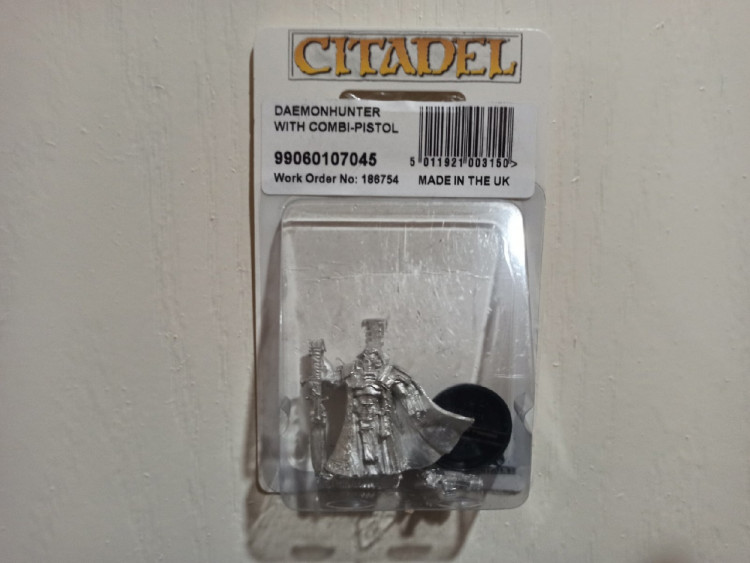 CITADEL
DAEMONHUNTER
WITH COMBI-PISTOL
99060107045
5 011921 003150>
Work Order No: 186754
MADE IN THE UK